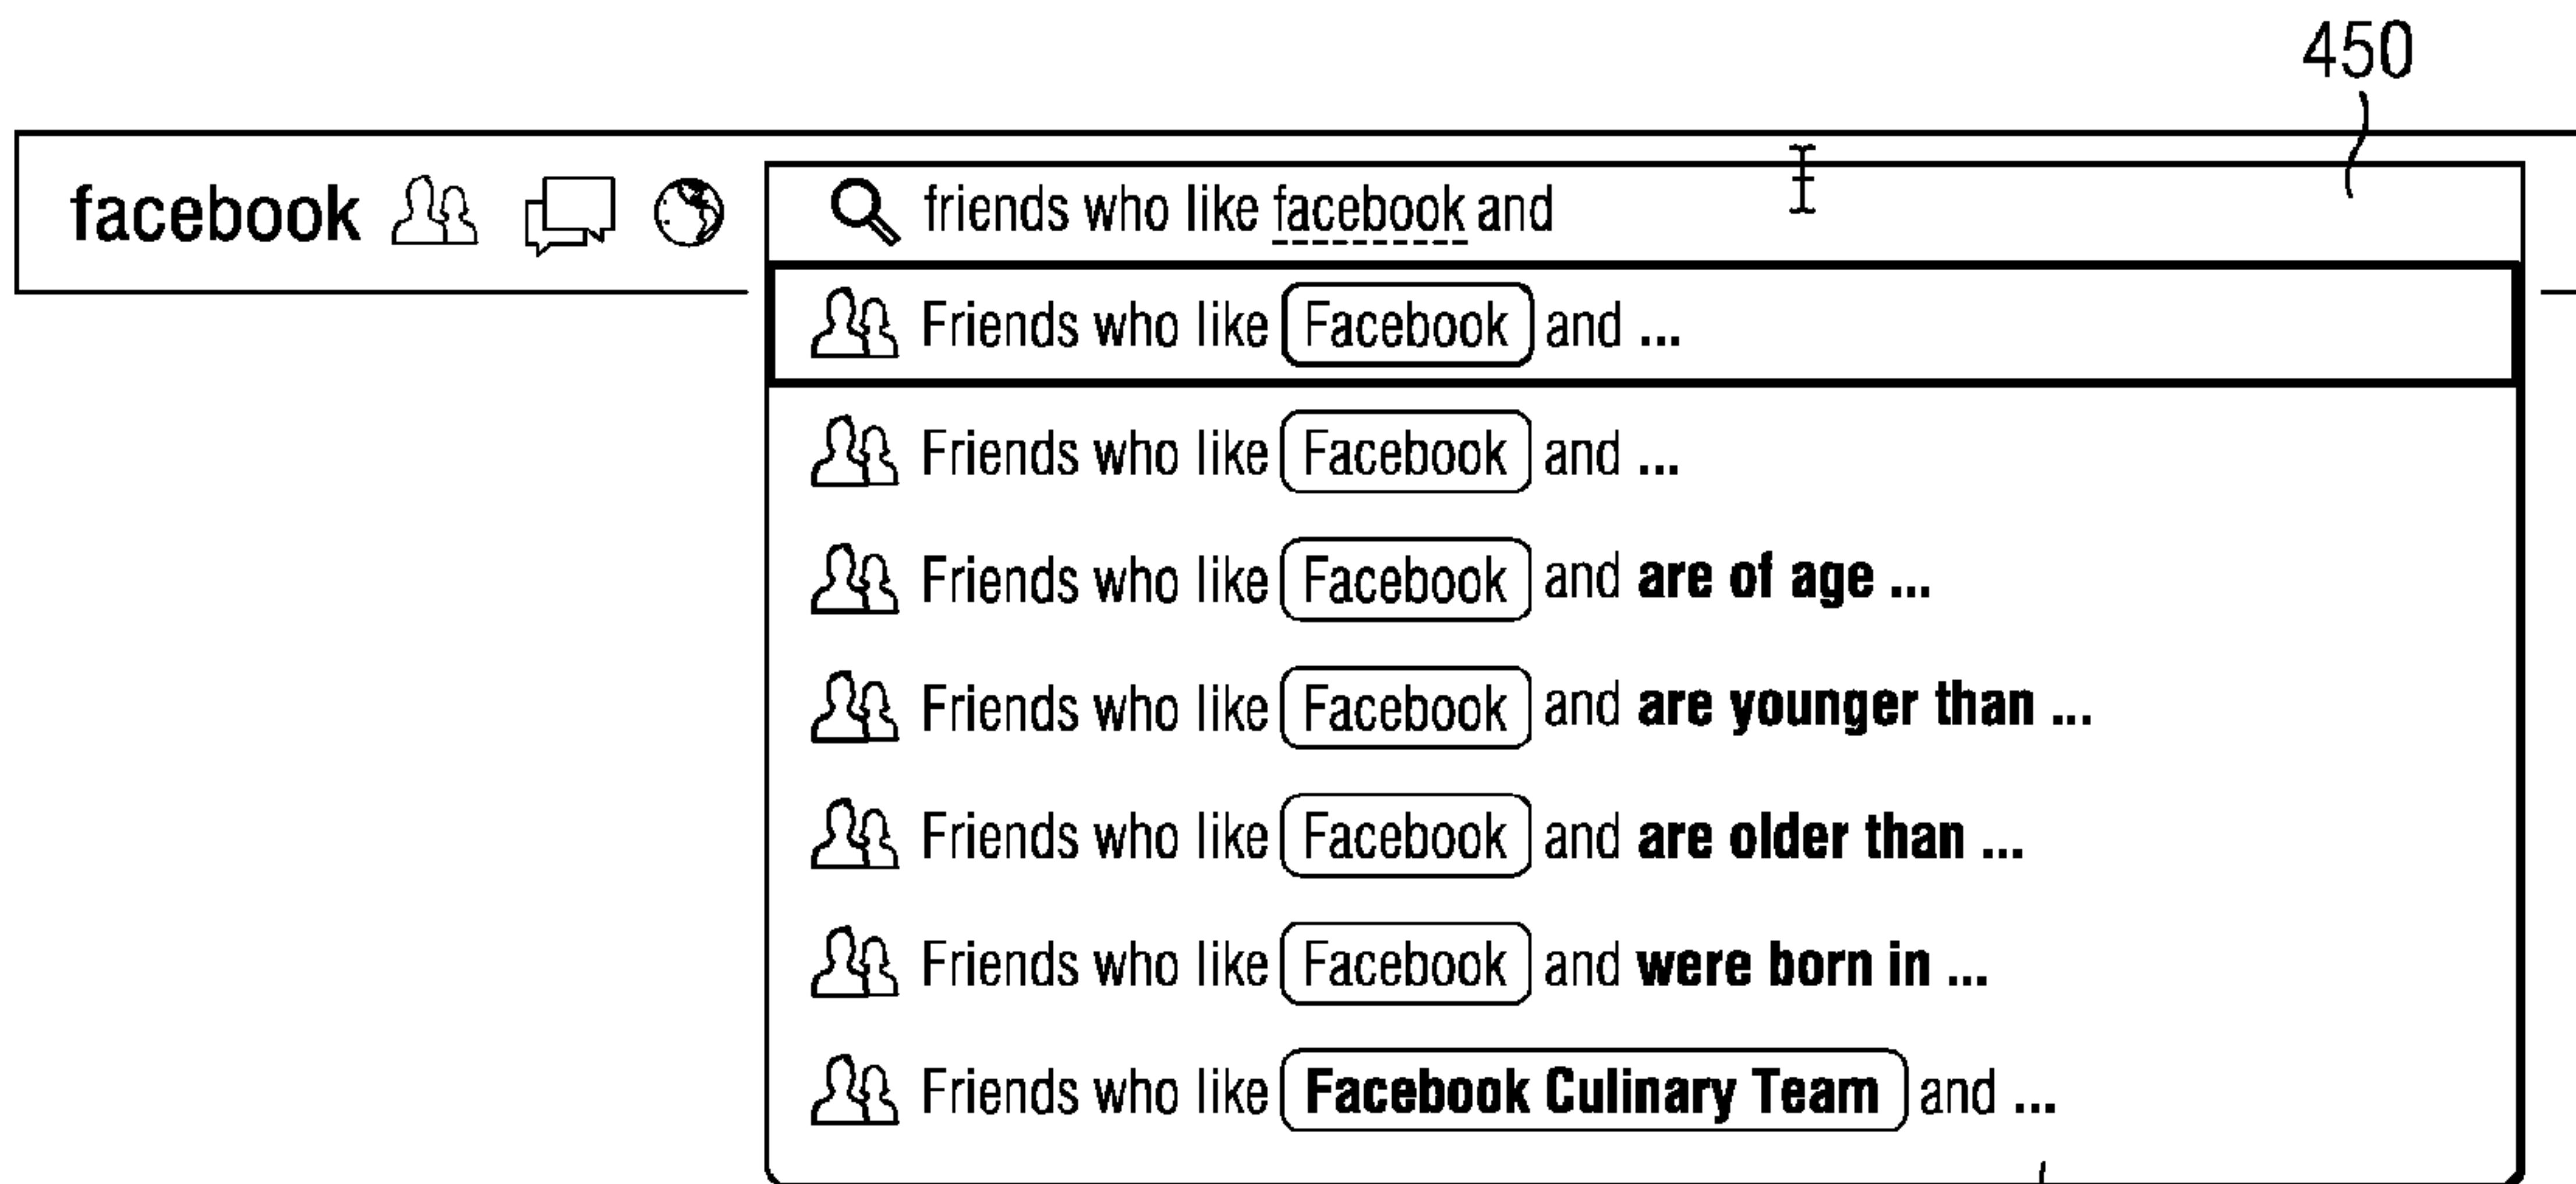 450
facebook friends who like facebook and
Friends who like Facebook and ...
Friends who like Facebook and ...
Friends who like Facebook and are of age ...
Friends who like Facebook and are younger than ...
Friends who like Facebook and are older than ...
Friends who like Facebook and were born in ...
Friends who like Facebook Culinary Team and ...